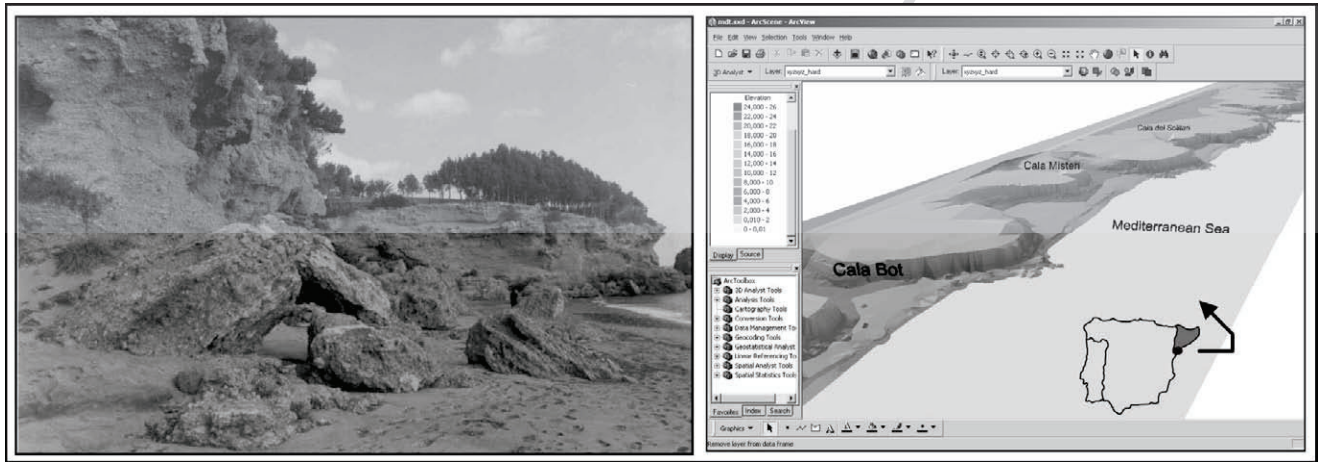 mdt.sxd - ArcScene - ArcView
File Edit View Selection Tools Window Help
3D Analyst Layer: xyzxyz_hard Layer: xyzxyz_hard
Elevation
24,000 - 26
22,000 - 24
20,000 - 22
18,000 - 20
16,000 - 18
14,000 - 16
12,000 - 14
10,000 - 12
8,000 - 10
6,000 - 8
4,000 - 6
2,000 - 4
0,010 - 2
0 - 0,01
Display Source
ArcToolbox
3D Analyst Tools
Analysis Tools
Cartography Tools
Conversion Tools
Data Management To
Geocoding Tools
Geostatistical Analyst
Linear Referencing To
Spatial Analyst Tools
Spatial Statistics Tools
Favorites Index Search
Cala Misteri
Mediterranean Sea
Cala Bot
Graphics
Remove layer from data frame